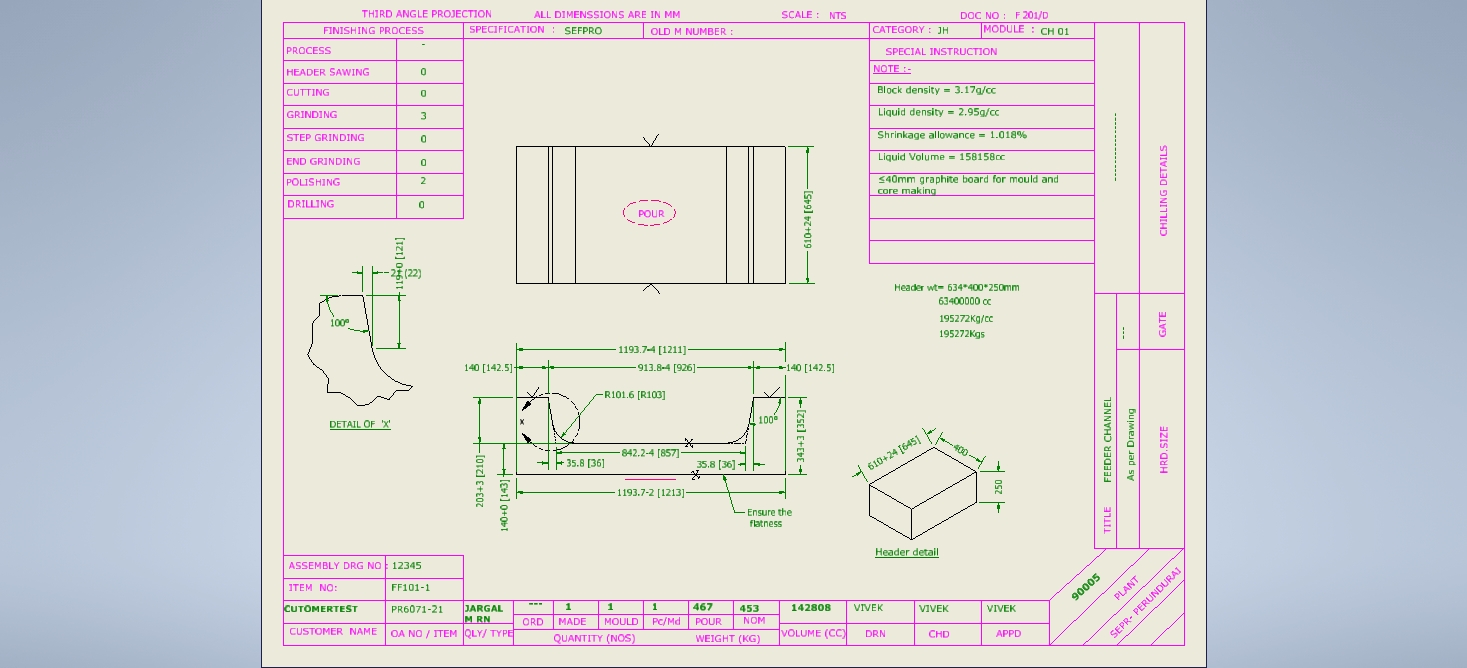 THIRD ANGLE PROJECTION ALL DIMENSSIONS ARE IN MM SCALE : NTS DOC NO : F 201/0
FINISHING PROCESS SPECIFICATION : SEFPRO OLD M NUMBER : CATEGORY : JH MODULE : CH 01
PROCESS -
HEADER SAWING 0
CUTTING 0
GRINDING 3
STEP GRINDING 0
END GRINDING 0
POLISHING 2
DRILLING 0
SPECIAL INSTRUCTION
NOTE :-
Block density = 3.17g/cc
Liquid density = 2.95g/cc
Shrinkage allowance = 1.018%
Liquid Volume = 158158cc
≤40mm graphite board for mould and
core making
POUR
610+24 [645]
Header wt= 634*400*250mm
63400000 cc
195272Kg/cc
195272Kgs
(22)
100°
DETAIL OF 'X'
1193.7-4 [1211]
140 [142.5] 913.8-4 [926] 140 [142.5]
R101.6 [R103]
x
100°
842.2-4 [857]
35.8 [36] 35.8 [36]
343+3 [352]
203+3 [210]
140+0 [143]
1193.7-2 [1213]
Ensure the
flatness
610+24 [645]
400
250
Header detail
CHILLING DETAILS
---------------
GATE
---
HRD.SIZE
As per Drawing
TITLE FEEDER CHANNEL
ASSEMBLY DRG NO : 12345
ITEM NO: FF101-1
CUTOMERTEST PR6071-21 JARGAL
M RN
--- 1 1 1 467 453 142808 VIVEK VIVEK VIVEK
CUSTOMER NAME OA NO / ITEM QLY/ TYPE ORD MADE MOULD Pc/Md POUR NOM VOLUME (CC) DRN CHD APPD
QUANTITY (NOS) WEIGHT (KG)
90005
PLANT
SEPR- PERUNDURAI